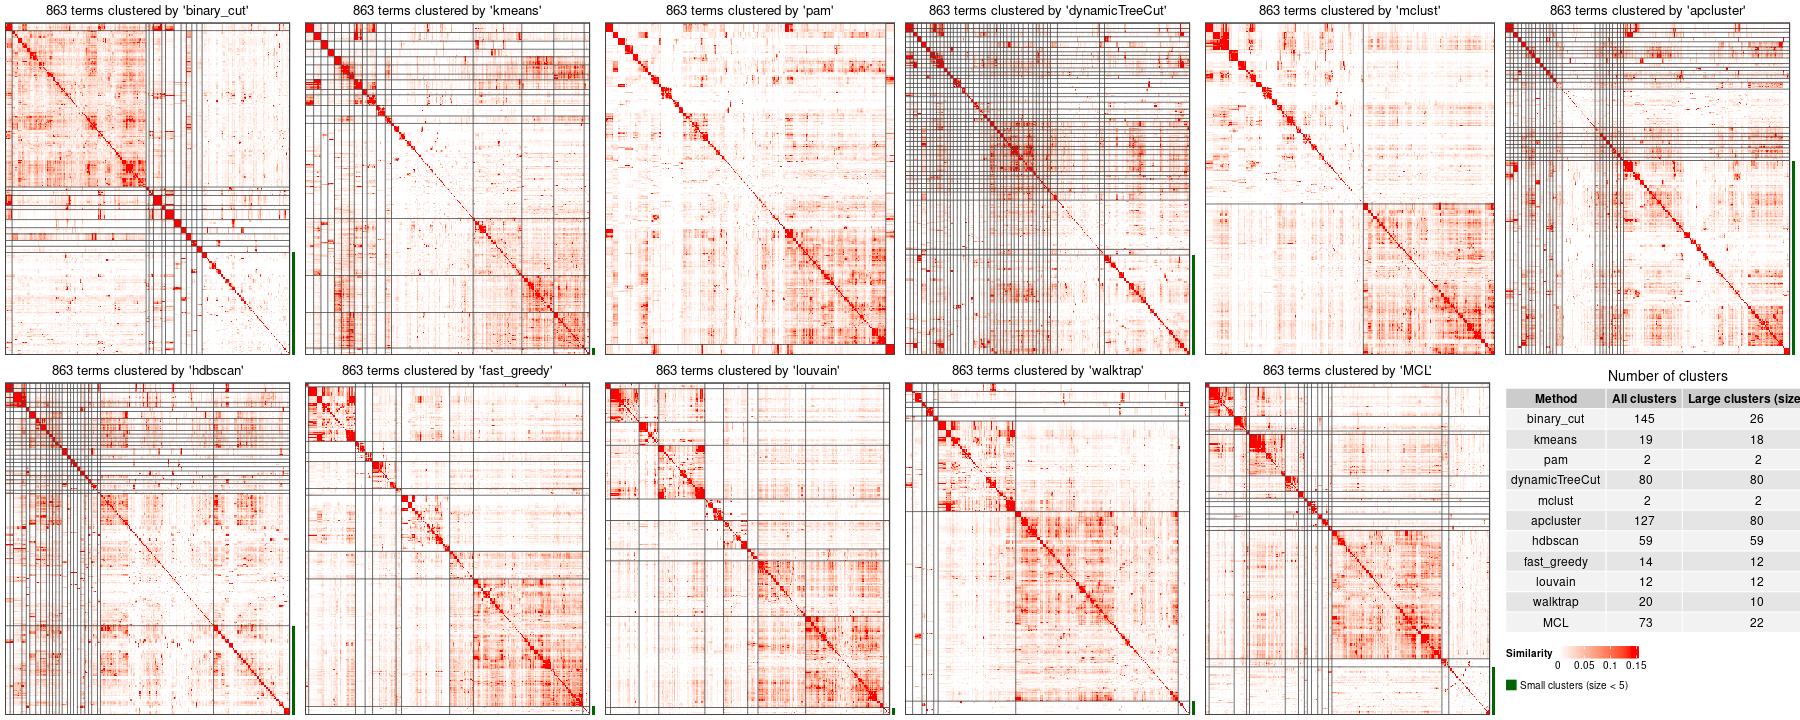 863 terms clustered by 'binary_cut'
863 terms clustered by 'kmeans'
863 terms clustered by 'pam'
863 terms clustered by 'dynamicTreeCut'
863 terms clustered by 'mclust'
863 terms clustered by 'apcluster'
863 terms clustered by 'hdbscan'
863 terms clustered by 'fast_greedy'
863 terms clustered by 'louvain'
863 terms clustered by 'walktrap'
863 terms clustered by 'MCL'
Number of clusters
Method All clusters Large clusters (size
binary_cut 145 26
kmeans 19 18
pam 2 2
dynamicTreeCut 80 80
mclust 2 2
apcluster 127 80
hdbscan 59 59
fast_greedy 14 12
louvain 12 12
walktrap 20 10
MCL 73 22
Similarity
0 0.05 0.1 0.15
Small clusters (size < 5)